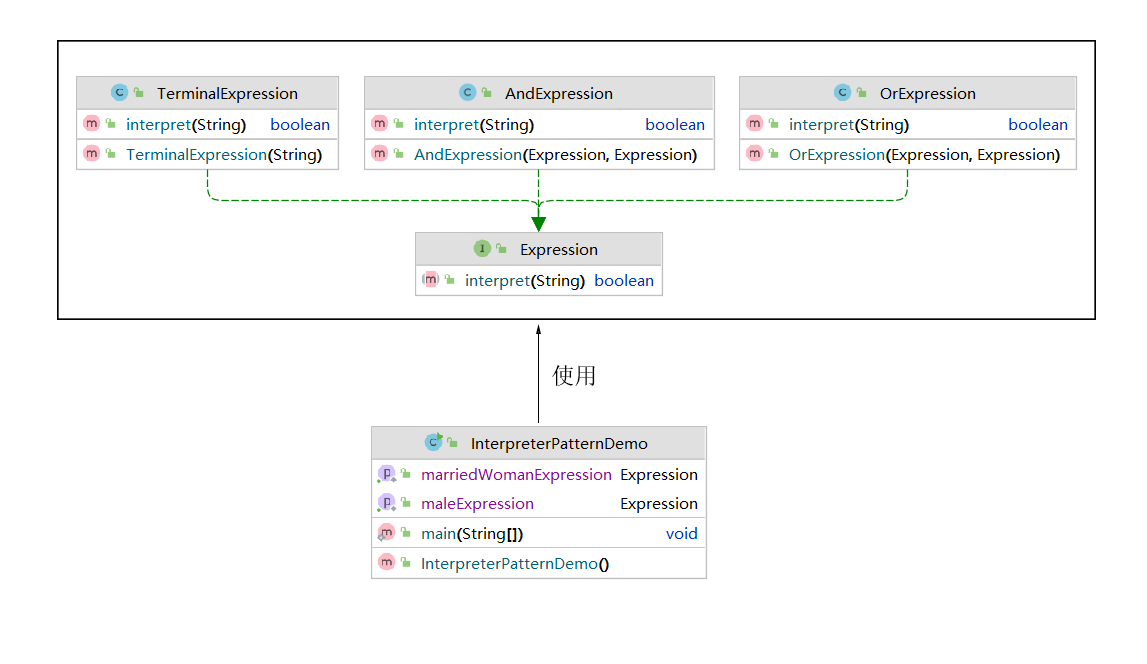 TerminalExpression
interpret(String) boolean
TerminalExpression(String)
AndExpression
interpret(String) boolean
AndExpression(Expression, Expression)
OrExpression
interpret(String) boolean
OrExpression(Expression, Expression)
Expression
interpret(String) boolean
使用
InterpreterPatternDemo
marriedWomanExpression Expression
maleExpression Expression
main(String[]) void
InterpreterPatternDemo()